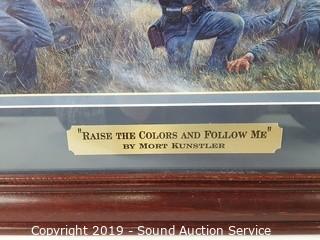 "Raise the Colors and Follow Me"
by Mort Kunstler
Copyright 2019 - Sound Auction Service